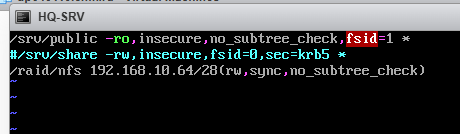 HQ-SRV
/srv/public -ro,insecure,no_subtree_check,fsid=1 *
#/srv/share -rw,insecure,fsid=0,sec=krb5 *
/raid/nfs 192.168.10.64/28(rw,sync,no_subtree_check)
~
~
~
~